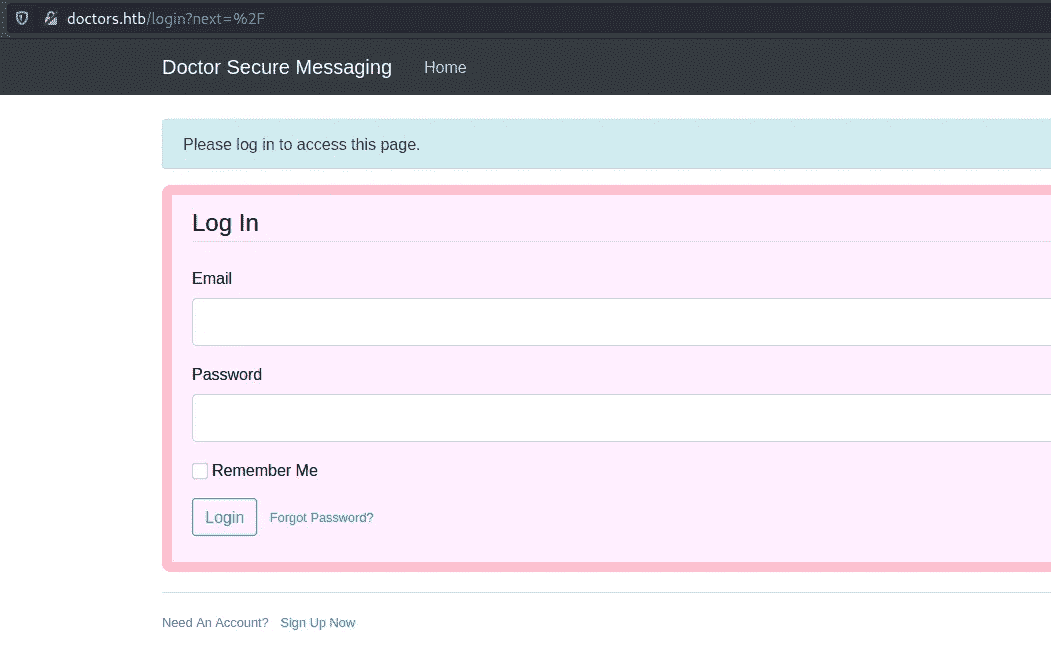 doctors.htb/login?next=%2F
Doctor Secure Messaging Home
Please log in to access this page.
Log In
Email
Password
Remember Me
Login Forgot Password?
Need An Account? Sign Up Now